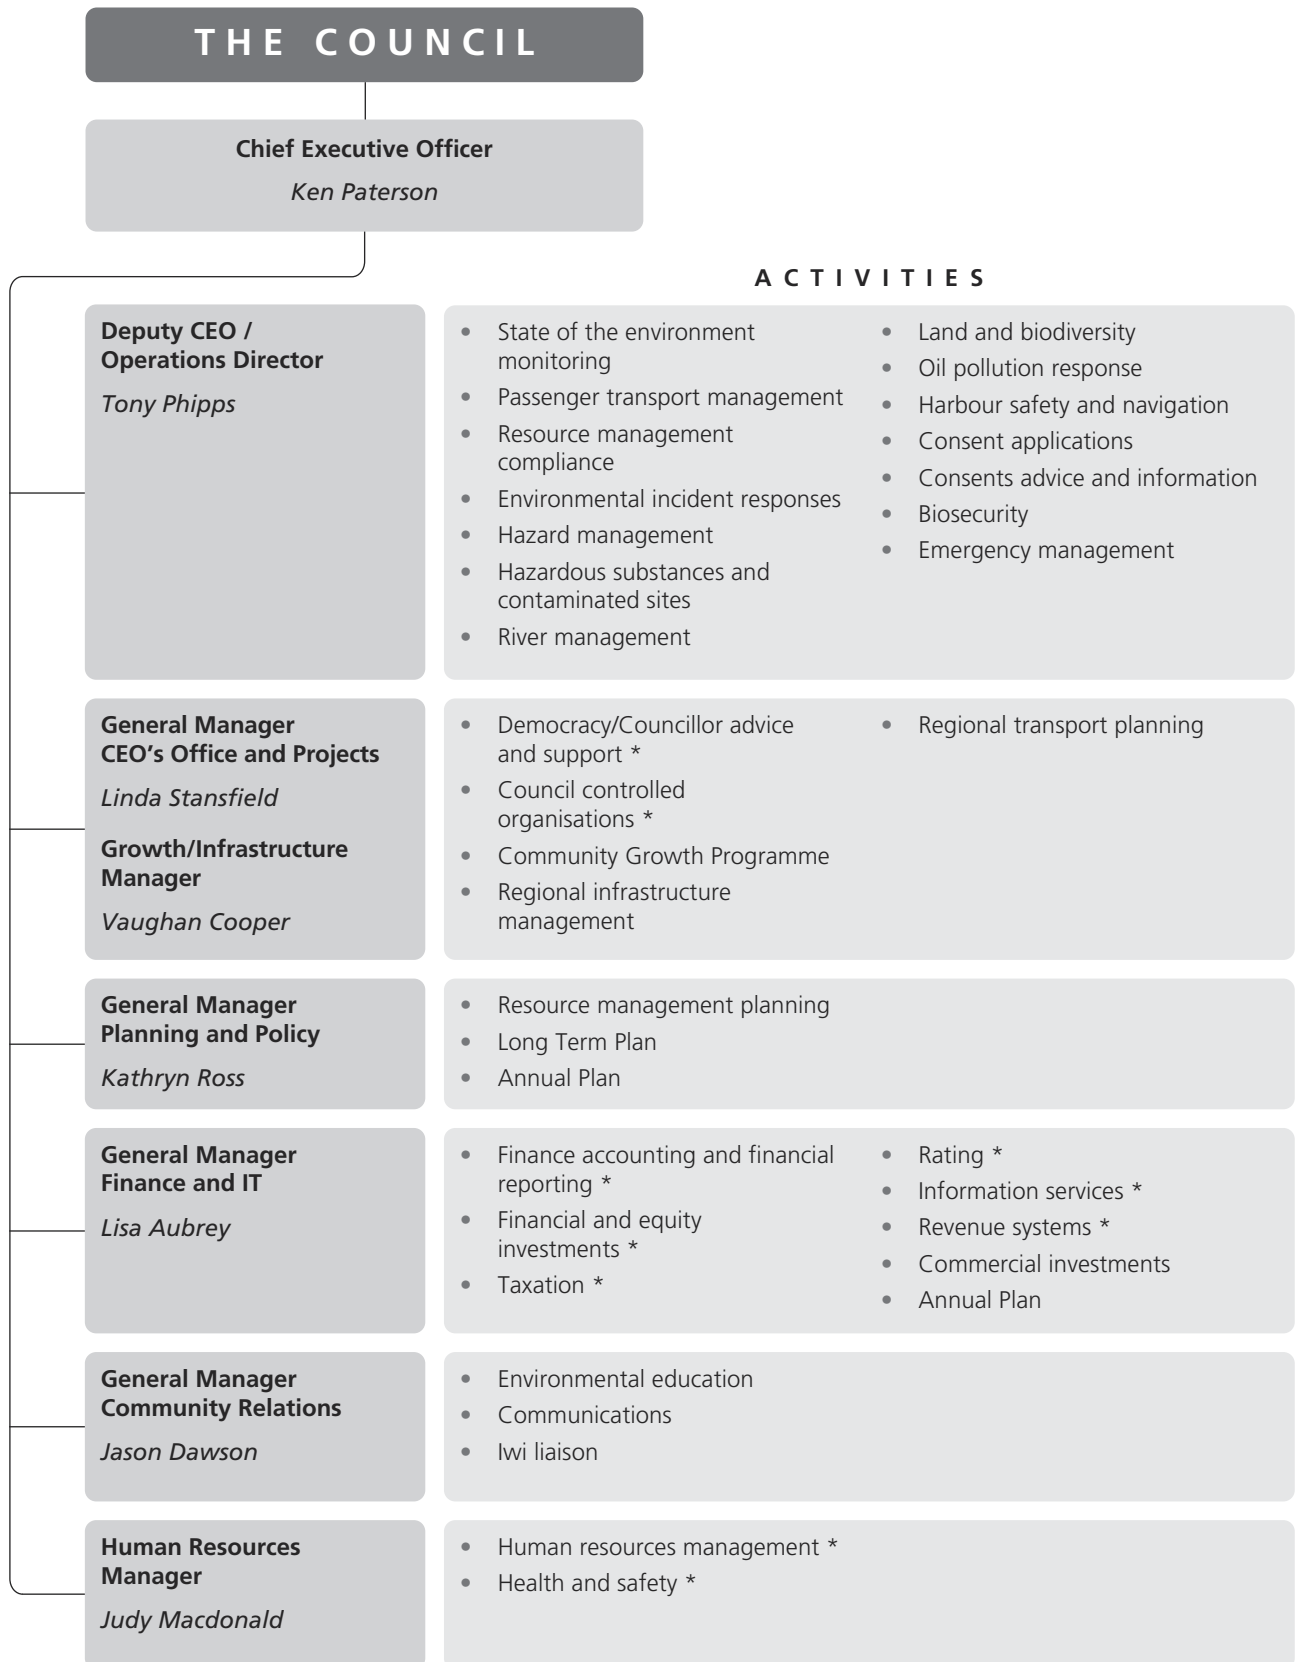 THE COUNCIL
Chief Executive Officer
Ken Paterson
ACTIVITIES
Deputy CEO /
Operations Director
Tony Phipps
• State of the environment
monitoring
• Passenger transport management
• Resource management
compliance
• Environmental incident responses
• Hazard management
• Hazardous substances and
contaminated sites
• River management
• Land and biodiversity
• Oil pollution response
• Harbour safety and navigation
• Consent applications
• Consents advice and information
• Biosecurity
• Emergency management
General Manager
CEO's Office and Projects
Linda Stansfield
Growth/Infrastructure
Manager
Vaughan Cooper
• Democracy/Councillor advice
and support *
• Council controlled
organisations *
• Community Growth Programme
• Regional infrastructure
management
• Regional transport planning
General Manager
Planning and Policy
Kathryn Ross
• Resource management planning
• Long Term Plan
• Annual Plan
General Manager
Finance and IT
Lisa Aubrey
• Finance accounting and financial
reporting *
• Financial and equity
investments *
• Taxation *
• Rating *
• Information services *
• Revenue systems *
• Commercial investments
• Annual Plan
General Manager
Community Relations
Jason Dawson
• Environmental education
• Communications
• Iwi liaison
Human Resources
Manager
Judy Macdonald
• Human resources management *
• Health and safety *